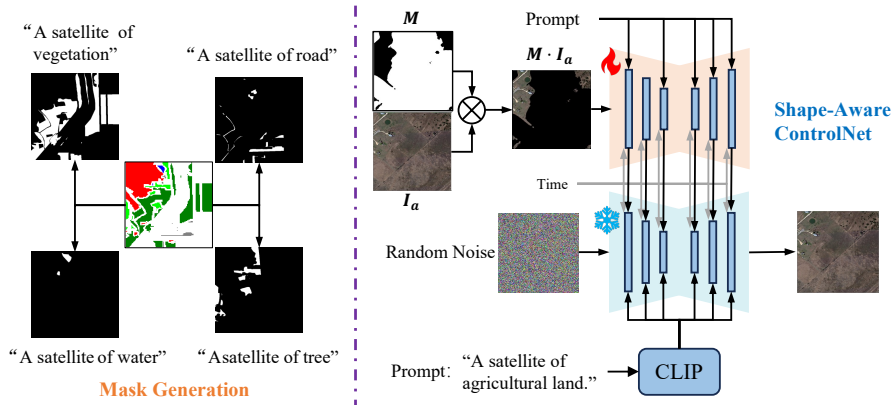 “A satellite of
vegetation”
“A satellite of road”
“A satellite of water”
“Asatellite of tree”
Mask Generation
M
I_a
M · I_a
Prompt
Shape-Aware
ControlNet
Time
Random Noise
Prompt: “A satellite of
agricultural land.”
CLIP